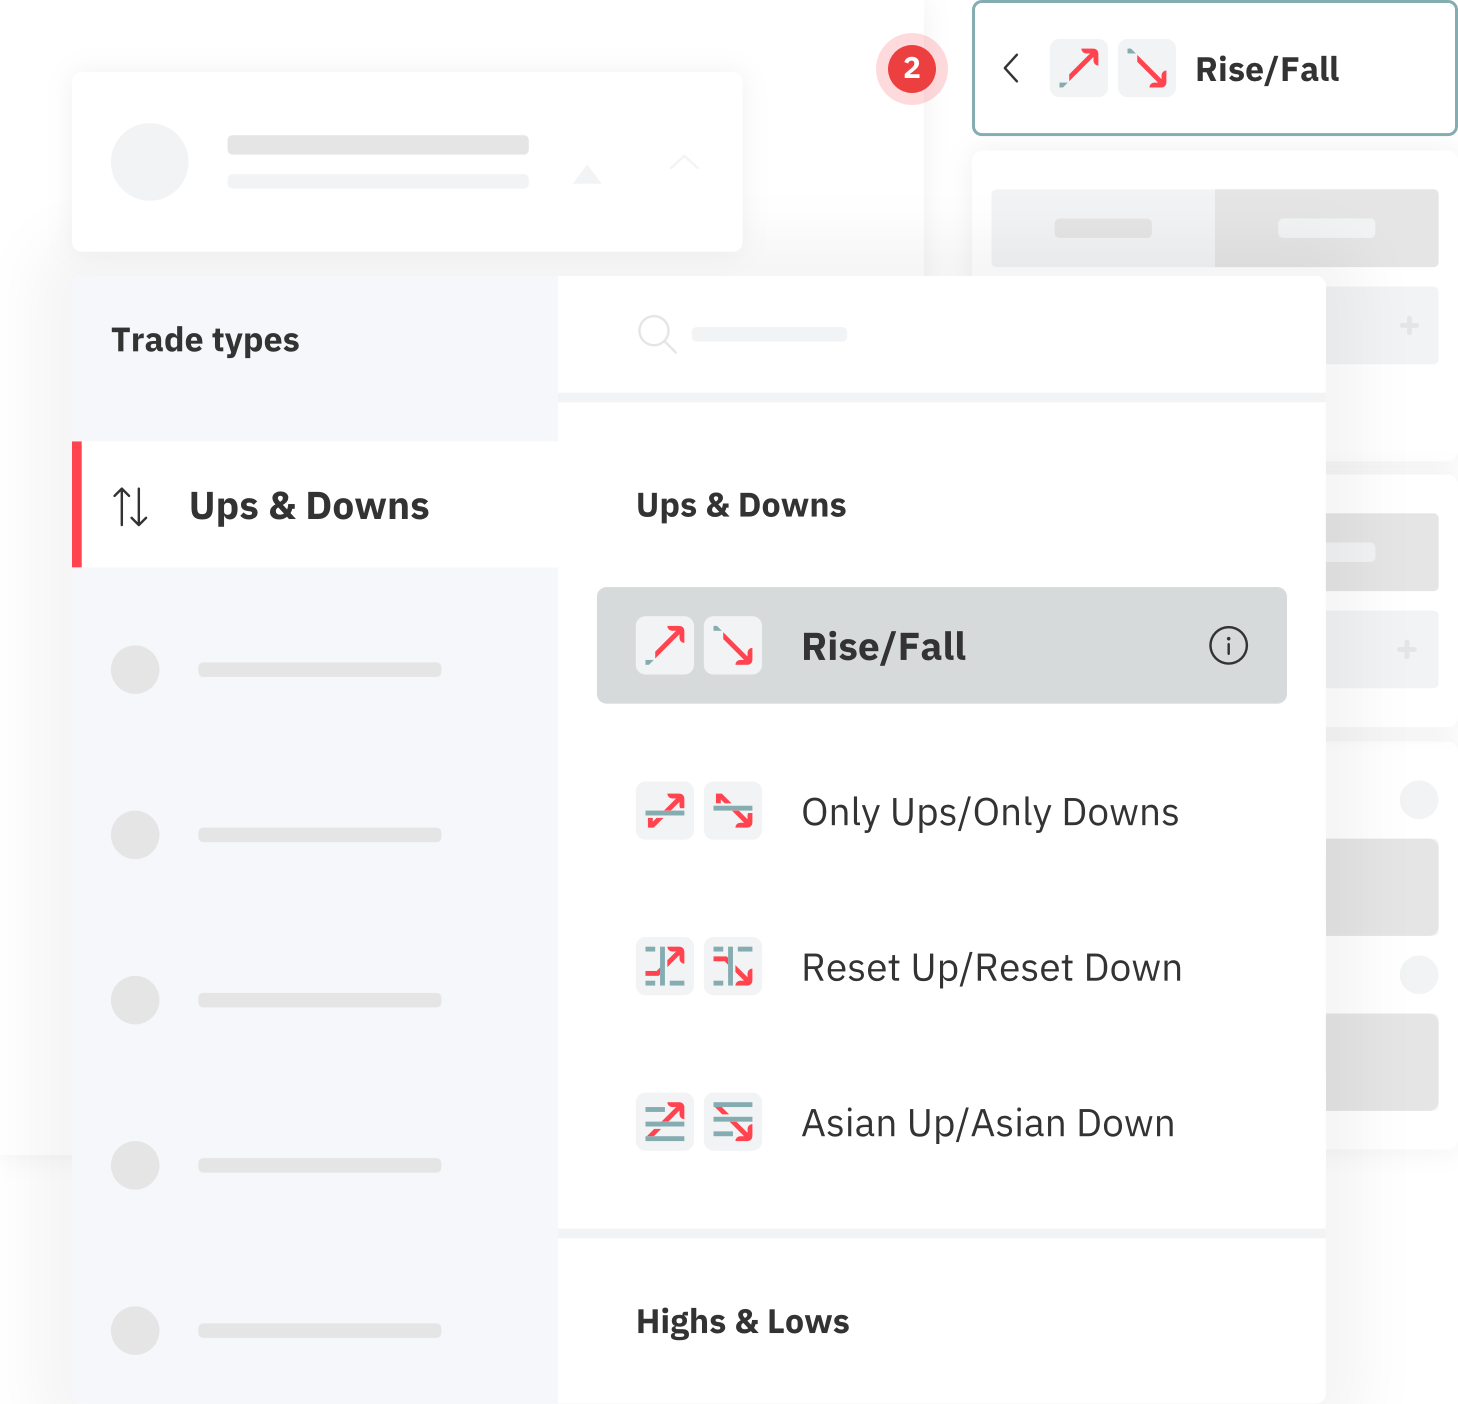 2
Rise/Fall
Trade types
Ups & Downs
Ups & Downs
Rise/Fall
Only Ups/Only Downs
Reset Up/Reset Down
Asian Up/Asian Down
Highs & Lows